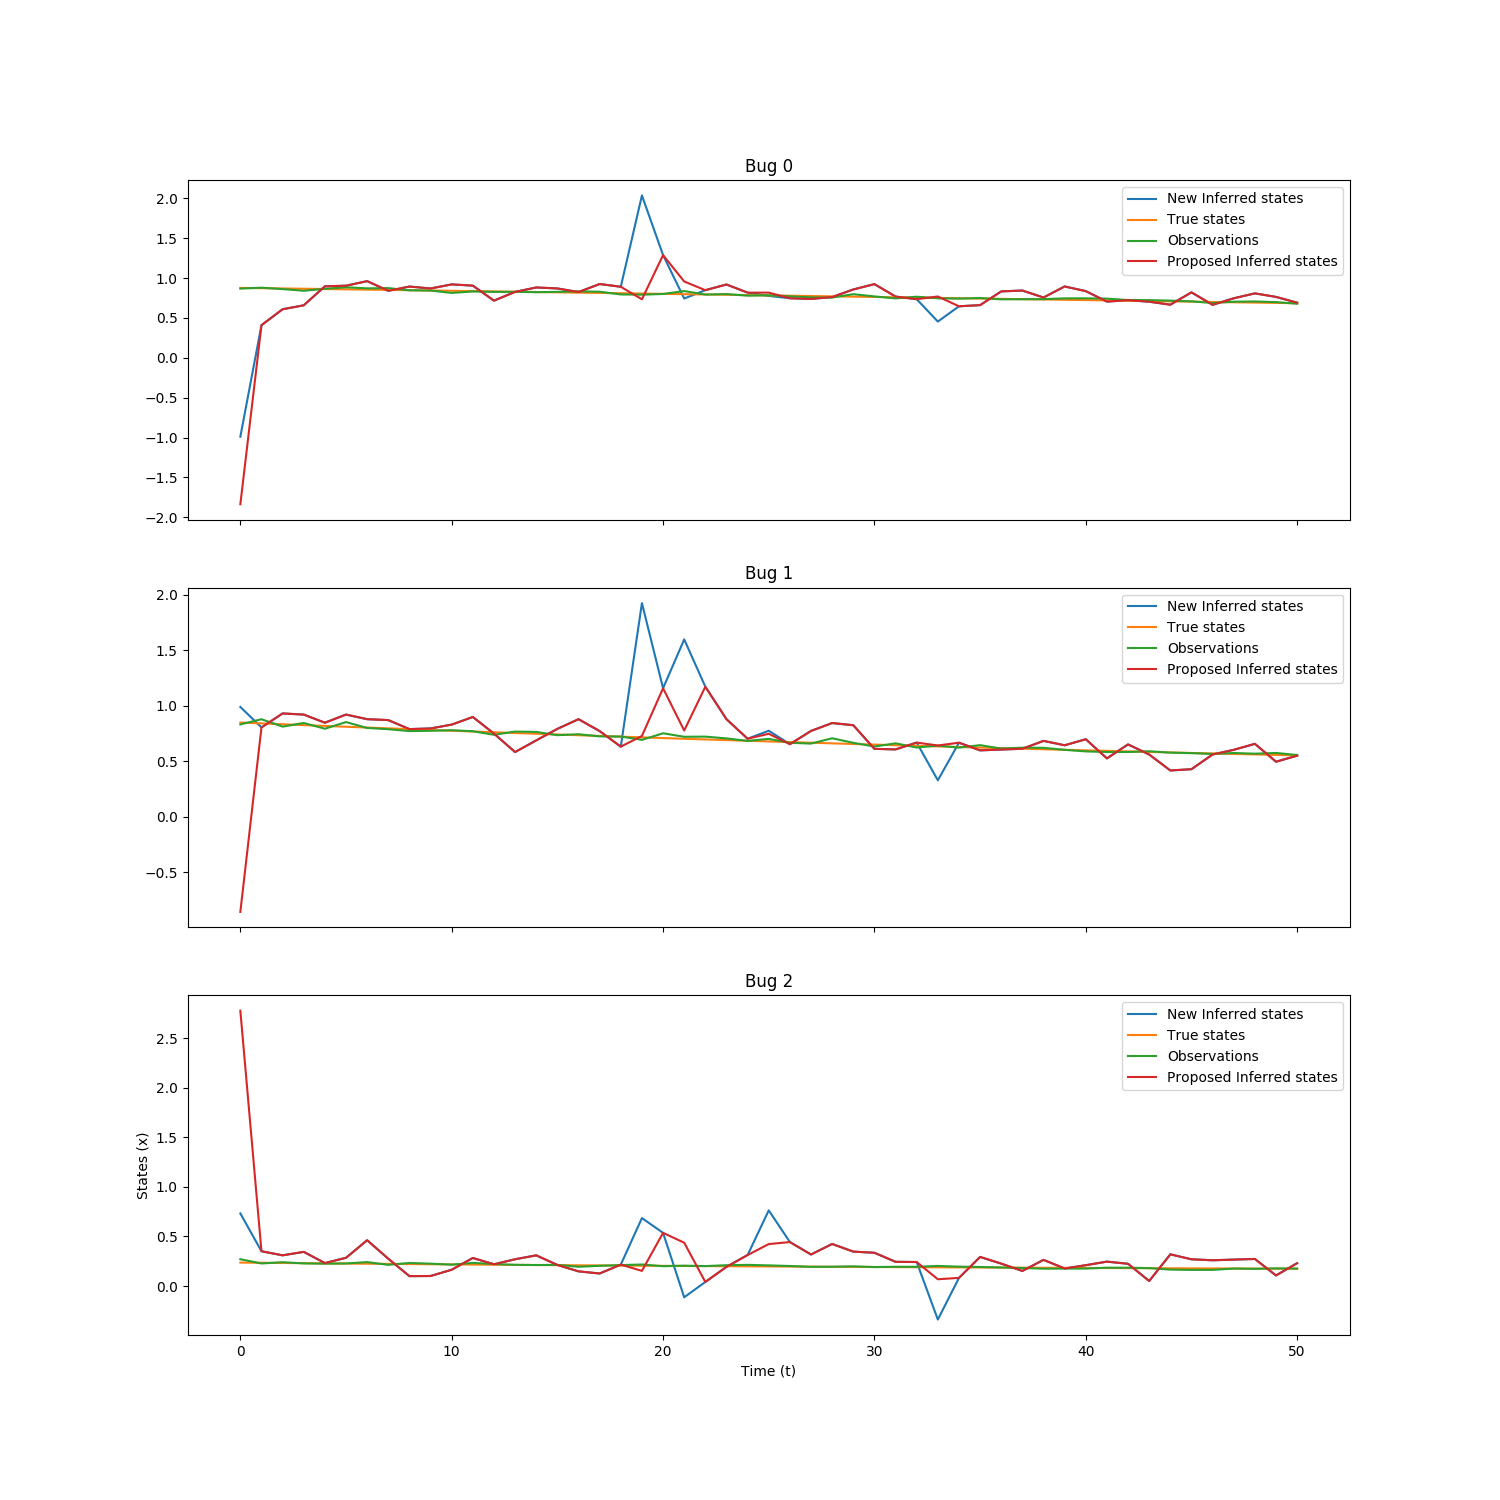 Bug 0
2.0
1.5
1.0
0.5
0.0
−0.5
−1.0
−1.5
−2.0
New Inferred states
True states
Observations
Proposed Inferred states
Bug 1
2.0
1.5
1.0
0.5
0.0
−0.5
New Inferred states
True states
Observations
Proposed Inferred states
Bug 2
States (x)
2.5
2.0
1.5
1.0
0.5
0.0
New Inferred states
True states
Observations
Proposed Inferred states
0 10 20 30 40 50
Time (t)